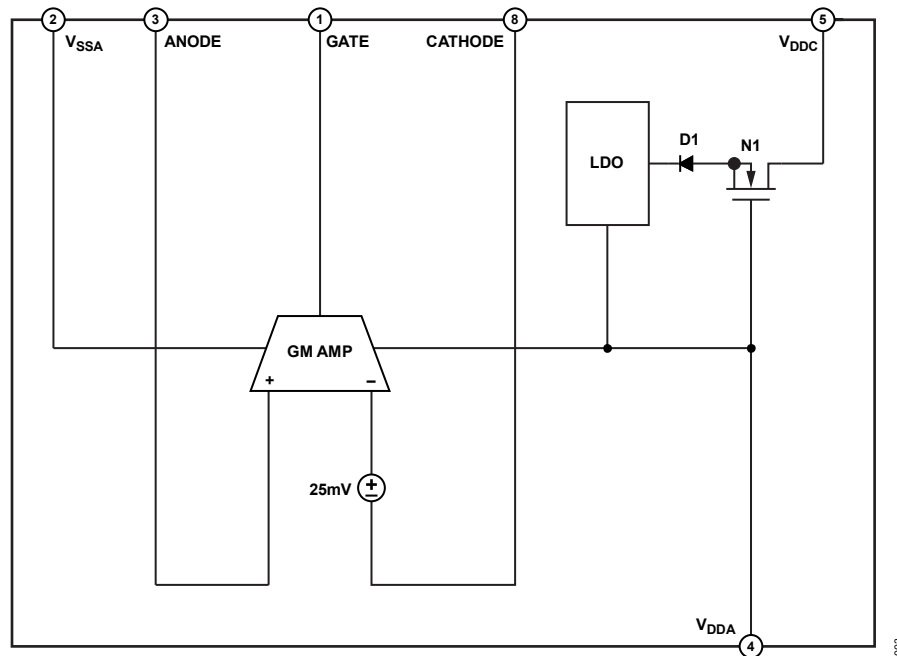 2
3
1
8
5
VSSA
ANODE
GATE
CATHODE
VDDC
D1
N1
LDO
GM AMP
+
–
25mV
+
–
VDDA
4